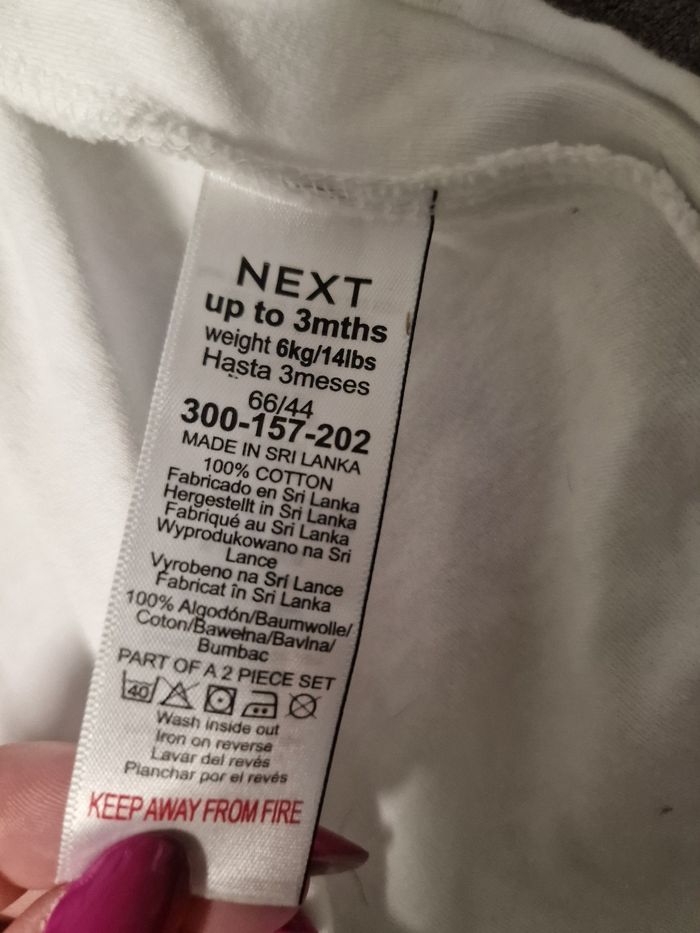 NEXT
up to 3mths
weight 6kg/14lbs
Hasta 3meses
66/44
300-157-202
MADE IN SRI LANKA
100% COTTON
Fabricado en Sri Lanka
Hergestellt in Sri Lanka
Fabriqué au Sri Lanka
Wyprodukowano na Sri
Lance
Vyrobeno na Srí Lance
Fabricat în Sri Lanka
100% Algodón/Baumwolle/
Coton/Bawełna/Bavlna/
Bumbac
PART OF A 2 PIECE SET
40
Wash inside out
Iron on reverse
Lavar del revés
Planchar por el revés
KEEP AWAY FROM FIRE